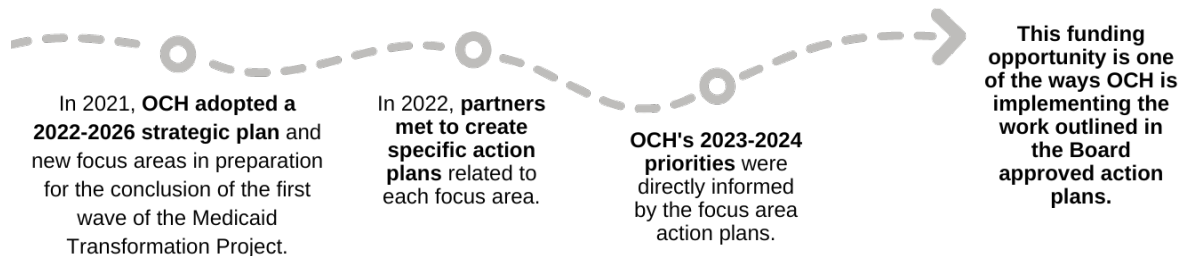 In 2021, OCH adopted a
2022-2026 strategic plan and
new focus areas in preparation
for the conclusion of the first
wave of the Medicaid
Transformation Project.
In 2022, partners
met to create
specific action
plans related to
each focus area.
OCH's 2023-2024
priorities were
directly informed
by the focus area
action plans.
This funding
opportunity is one
of the ways OCH is
implementing the
work outlined in
the Board
approved action
plans.